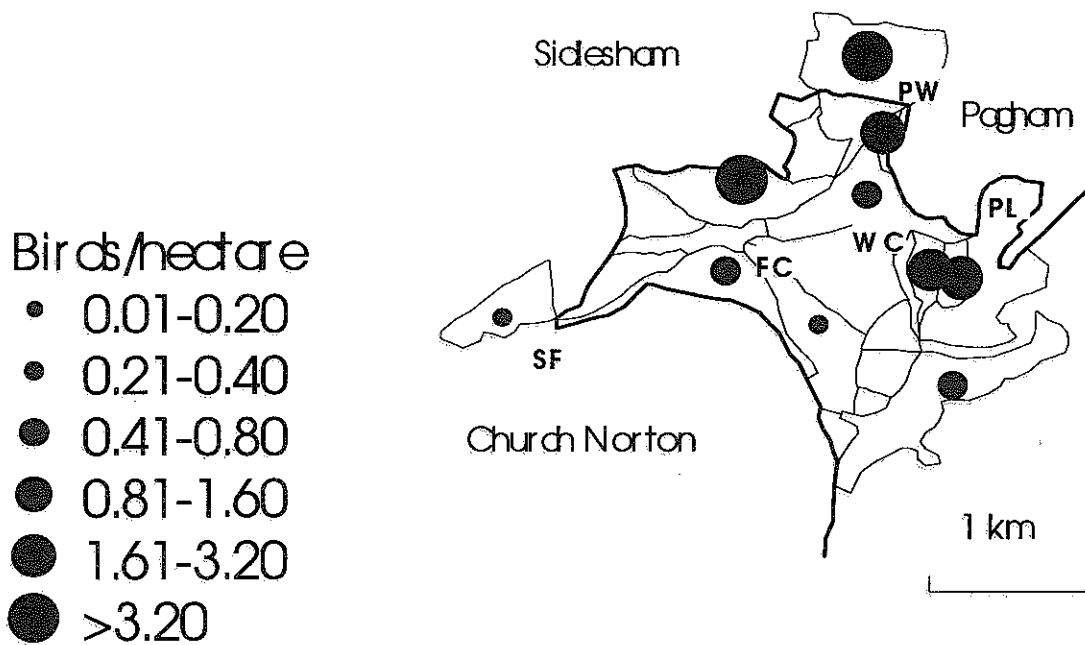 Sidlesham
PW
Pagham
PL
WC
FC
SF
Church Norton
1 km
Birds/hectare
0.01-0.20
0.21-0.40
0.41-0.80
0.81-1.60
1.61-3.20
>3.20